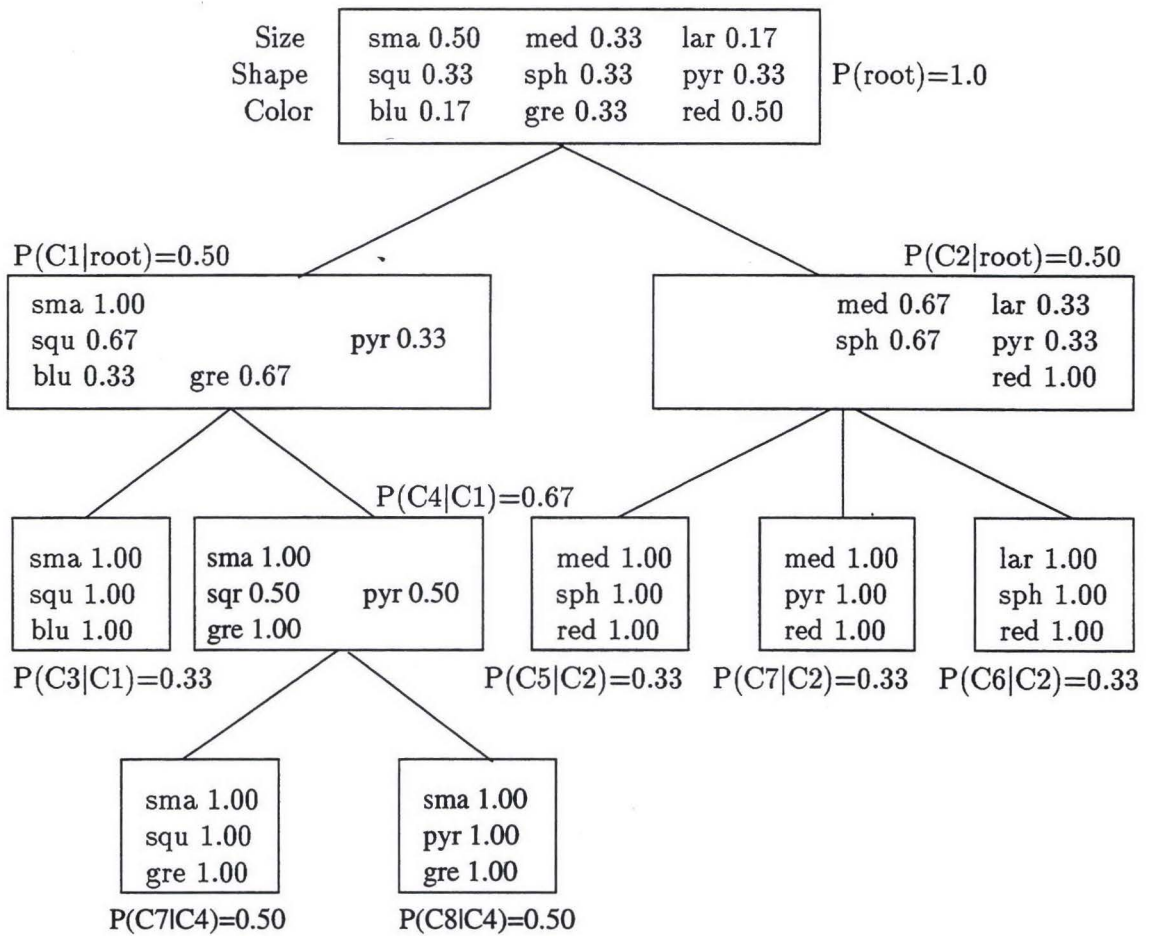 Size sma 0.50 med 0.33 lar 0.17
Shape squ 0.33 sph 0.33 pyr 0.33 P(root)=1.0
Color blu 0.17 gre 0.33 red 0.50
P(C1|root)=0.50 P(C2|root)=0.50
sma 1.00
squ 0.67 pyr 0.33
blu 0.33 gre 0.67
med 0.67 lar 0.33
sph 0.67 pyr 0.33
red 1.00
P(C4|C1)=0.67
sma 1.00
squ 1.00
blu 1.00
sma 1.00
sqr 0.50 pyr 0.50
gre 1.00
med 1.00
sph 1.00
red 1.00
med 1.00
pyr 1.00
red 1.00
lar 1.00
sph 1.00
red 1.00
P(C3|C1)=0.33 P(C5|C2)=0.33 P(C7|C2)=0.33 P(C6|C2)=0.33
sma 1.00
squ 1.00
gre 1.00
sma 1.00
pyr 1.00
gre 1.00
P(C7|C4)=0.50 P(C8|C4)=0.50